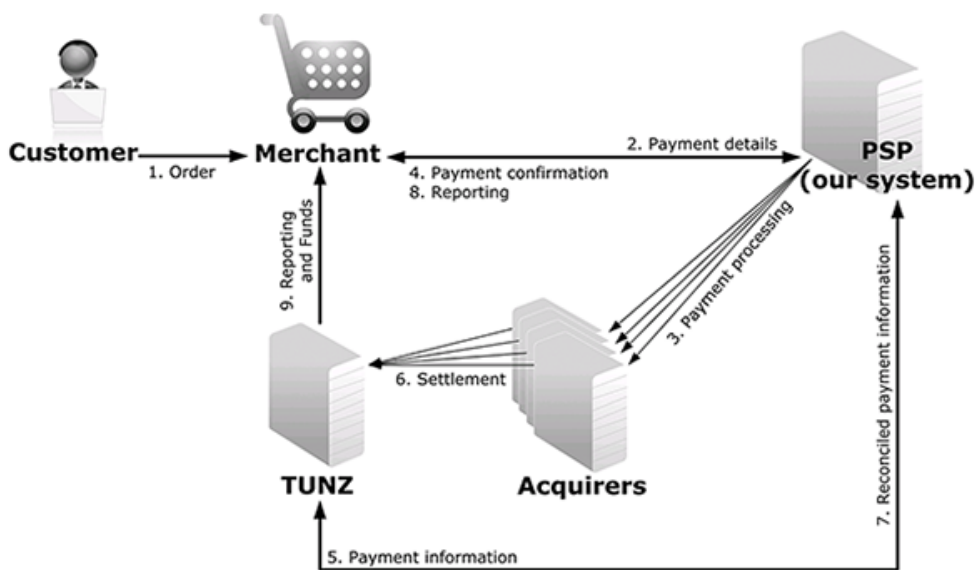 Customer
1. Order
Merchant
2. Payment details
4. Payment confirmation
8. Reporting
PSP
(our system)
3. Payment processing
9. Reporting
and Funds
6. Settlement
7. Reconciled payment information
TUNZ
Acquirers
5. Payment information